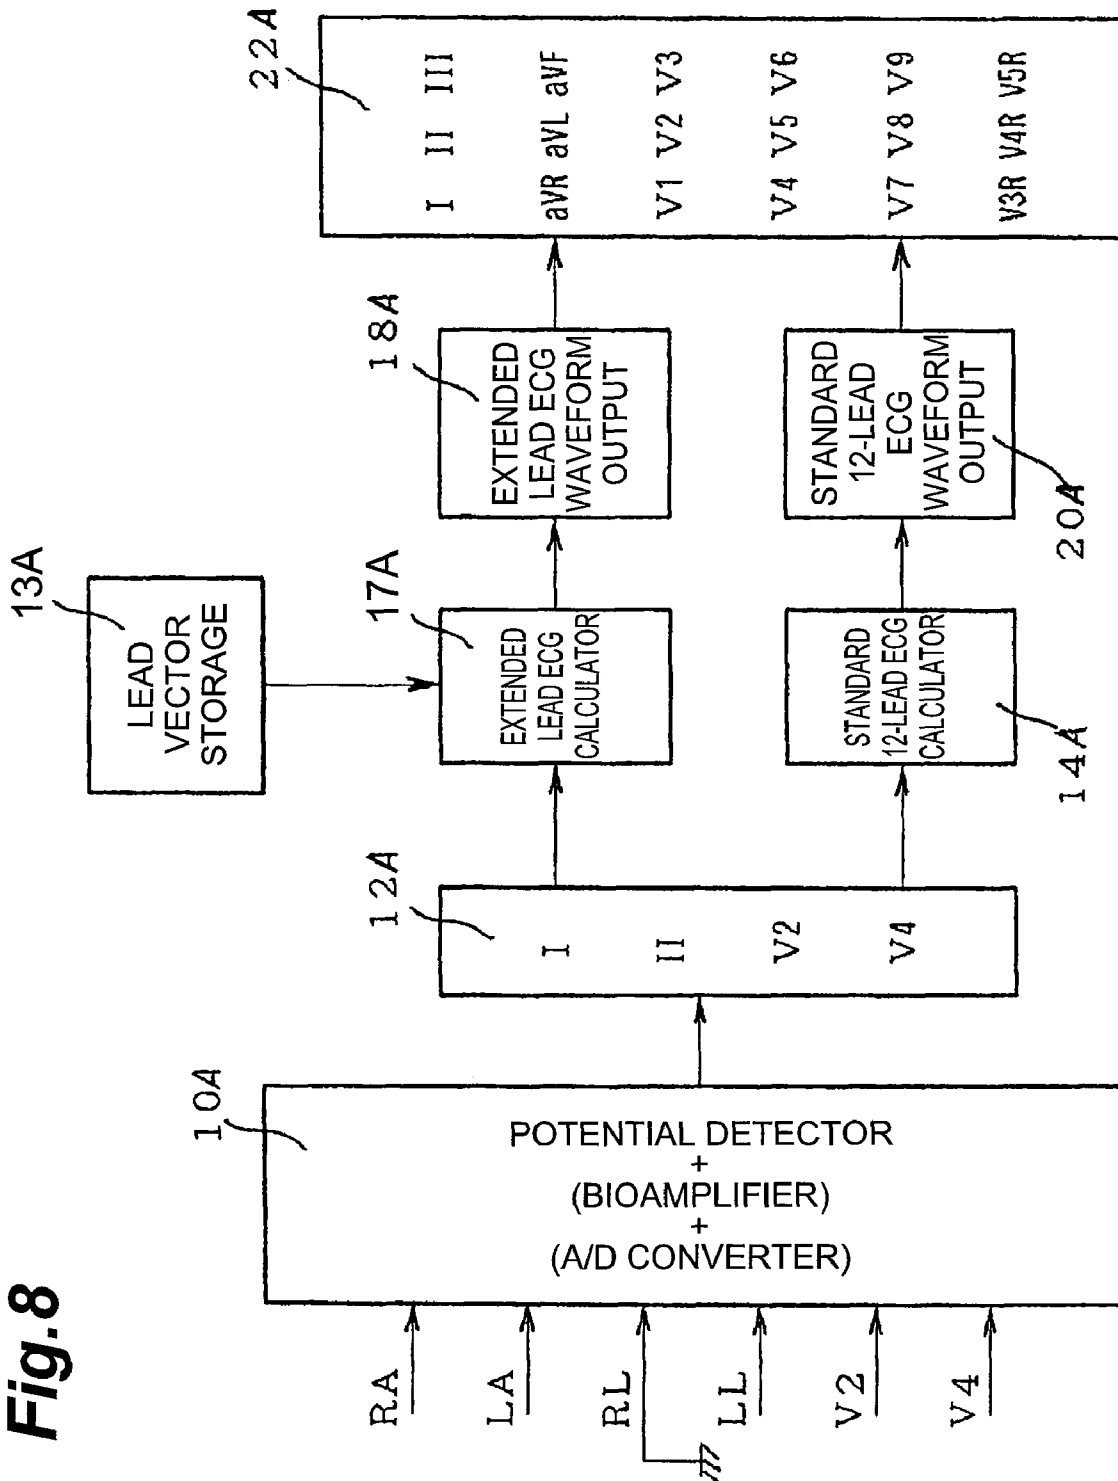 Fig.8
RA
LA
RL
LL
V2
V4
10A
POTENTIAL DETECTOR
+
(BIOAMPLIFIER)
+
(A/D CONVERTER)
12A
I
II
V2
V4
13A
LEAD
VECTOR
STORAGE
17A
EXTENDED
LEAD ECG
CALCULATOR
STANDARD
12-LEAD ECG
CALCULATOR
14A
18A
EXTENDED
LEAD ECG
WAVEFORM
OUTPUT
STANDARD
12-LEAD
ECG
WAVEFORM
OUTPUT
20A
22A
I II III
aVR aVL aVF
V1 V2 V3
V4 V5 V6
V7 V8 V9
V3R V4R V5R